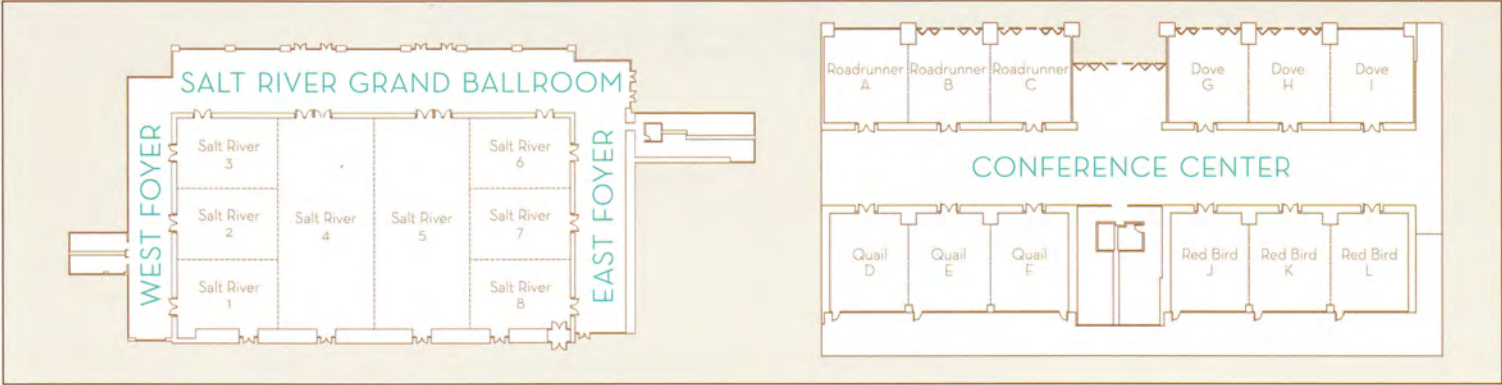 SALT RIVER GRAND BALLROOM
WEST FOYER
EAST FOYER
Salt River
3
Salt River
2
Salt River
1
Salt River
4
Salt River
5
Salt River
6
Salt River
7
Salt River
8
CONFERENCE CENTER
Roadrunner
A
Roadrunner
B
Roadrunner
C
Dove
G
Dove
H
Dove
I
Quail
D
Quail
E
Quail
F
Red Bird
J
Red Bird
K
Red Bird
L